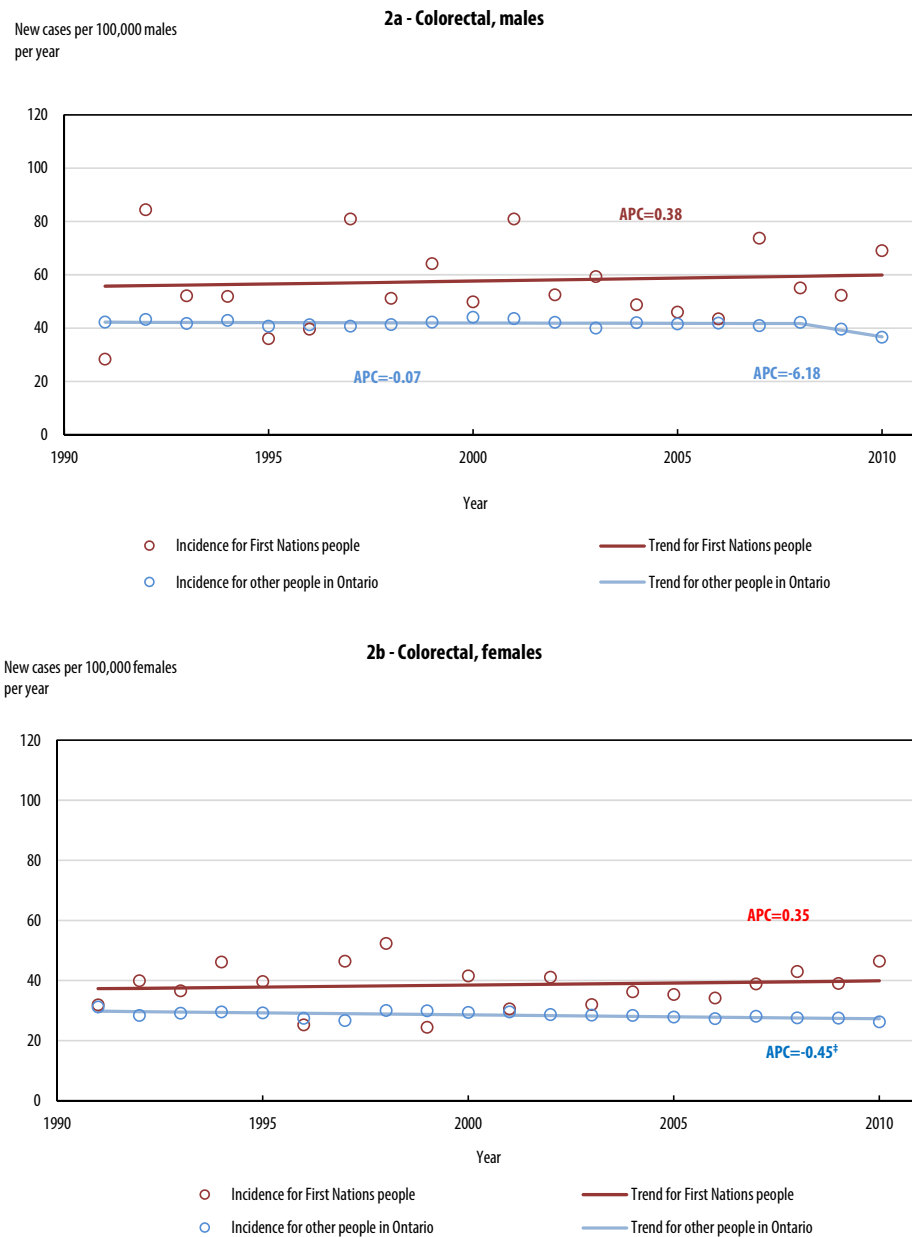 2a - Colorectal, males
New cases per 100,000 males
per year
120
100
80
60
40
20
0
APC=0.38
APC=-0.07
APC=-6.18
1990
1995
2000
2005
2010
Year
Incidence for First Nations people
Trend for First Nations people
Incidence for other people in Ontario
Trend for other people in Ontario
2b - Colorectal, females
New cases per 100,000 females
per year
120
100
80
60
40
20
0
APC=0.35
APC=-0.45‡
1990
1995
2000
2005
2010
Year
Incidence for First Nations people
Trend for First Nations people
Incidence for other people in Ontario
Trend for other people in Ontario